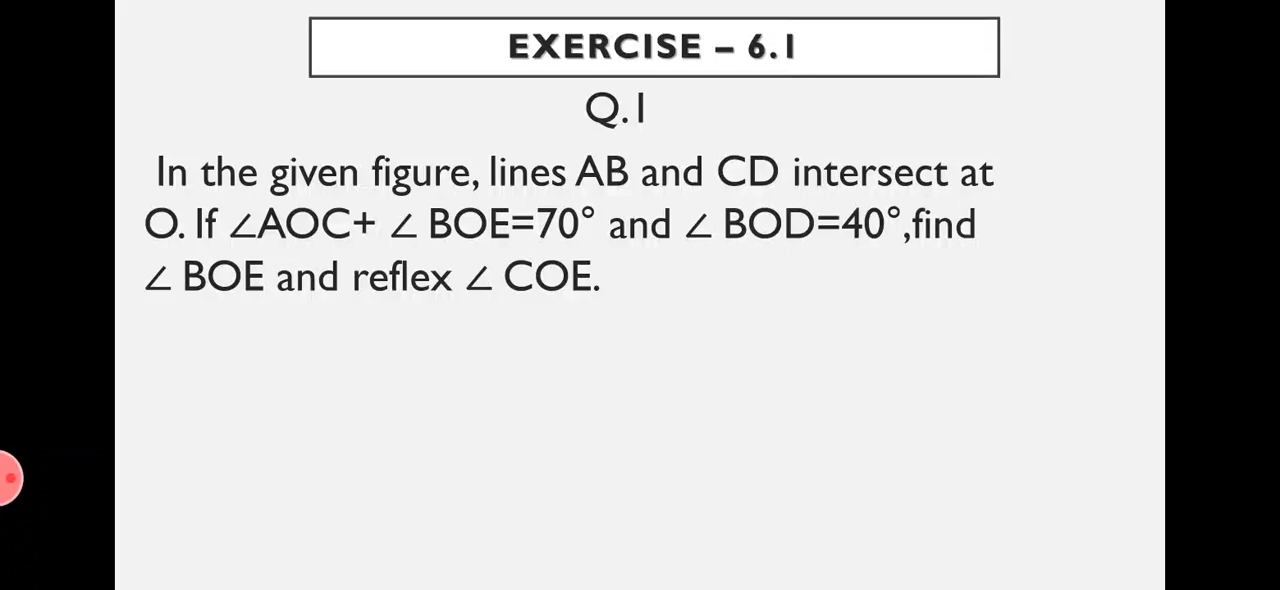 EXERCISE – 6.1
Q.1
In the given figure, lines AB and CD intersect at
O. If ∠AOC+ ∠ BOE=70° and ∠ BOD=40°,find
∠ BOE and reflex ∠ COE.